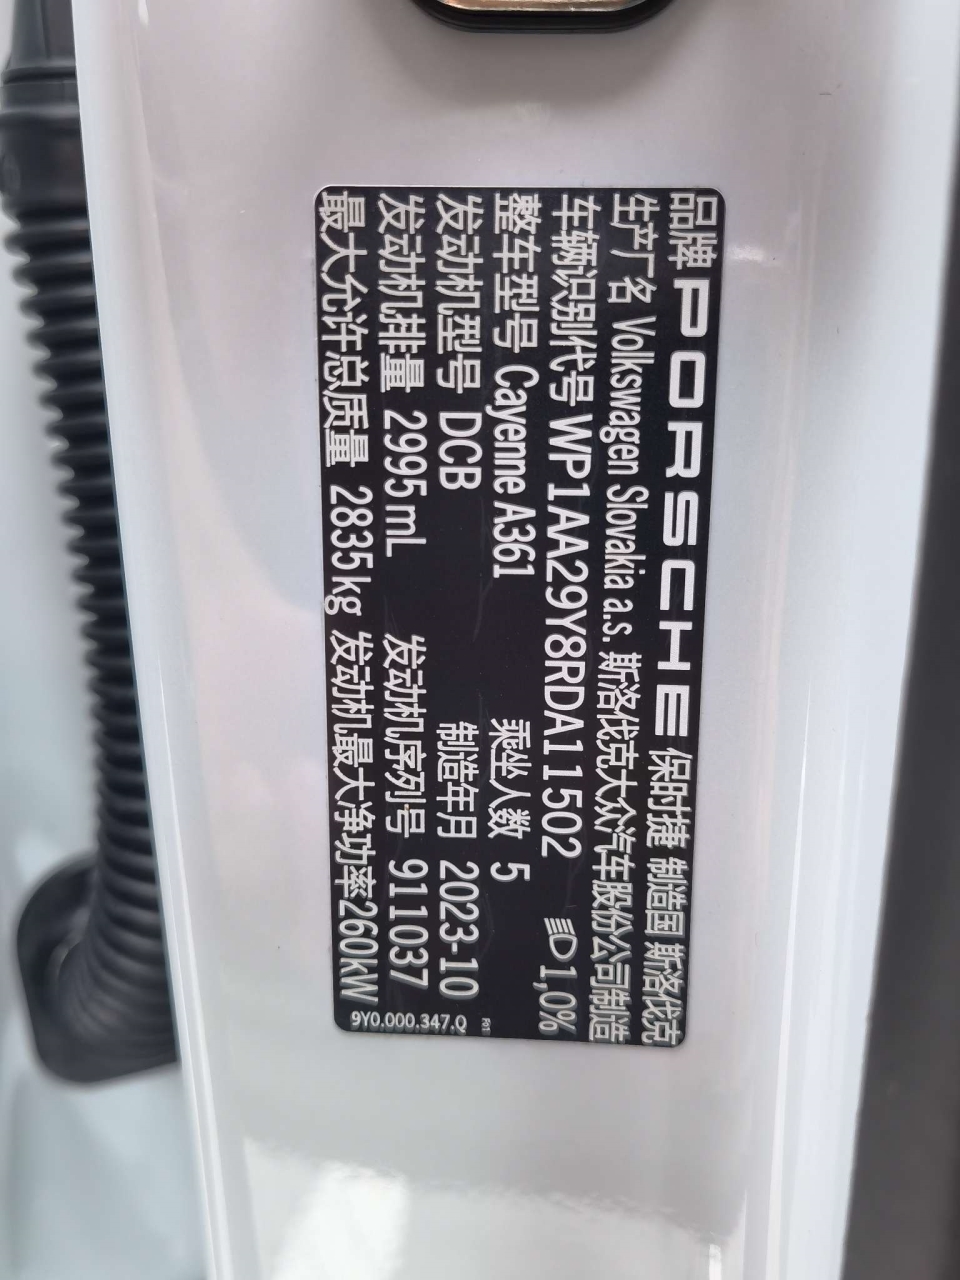 品牌 PORSCHE 保时捷 制造国 斯洛伐克
生产厂名 Volkswagen Slovakia a.s. 斯洛伐克大众汽车股份公司制造
车辆识别代号 WP1AA29Y8RDA11502 1,0%
整车型号 Cayenne A361 乘坐人数 5
发动机型号 DCB 制造年月 2023-10
发动机排量 2995mL 发动机序列号 911037
最大允许总质量 2835kg 发动机最大净功率260kW
9Y0.000.347.Q